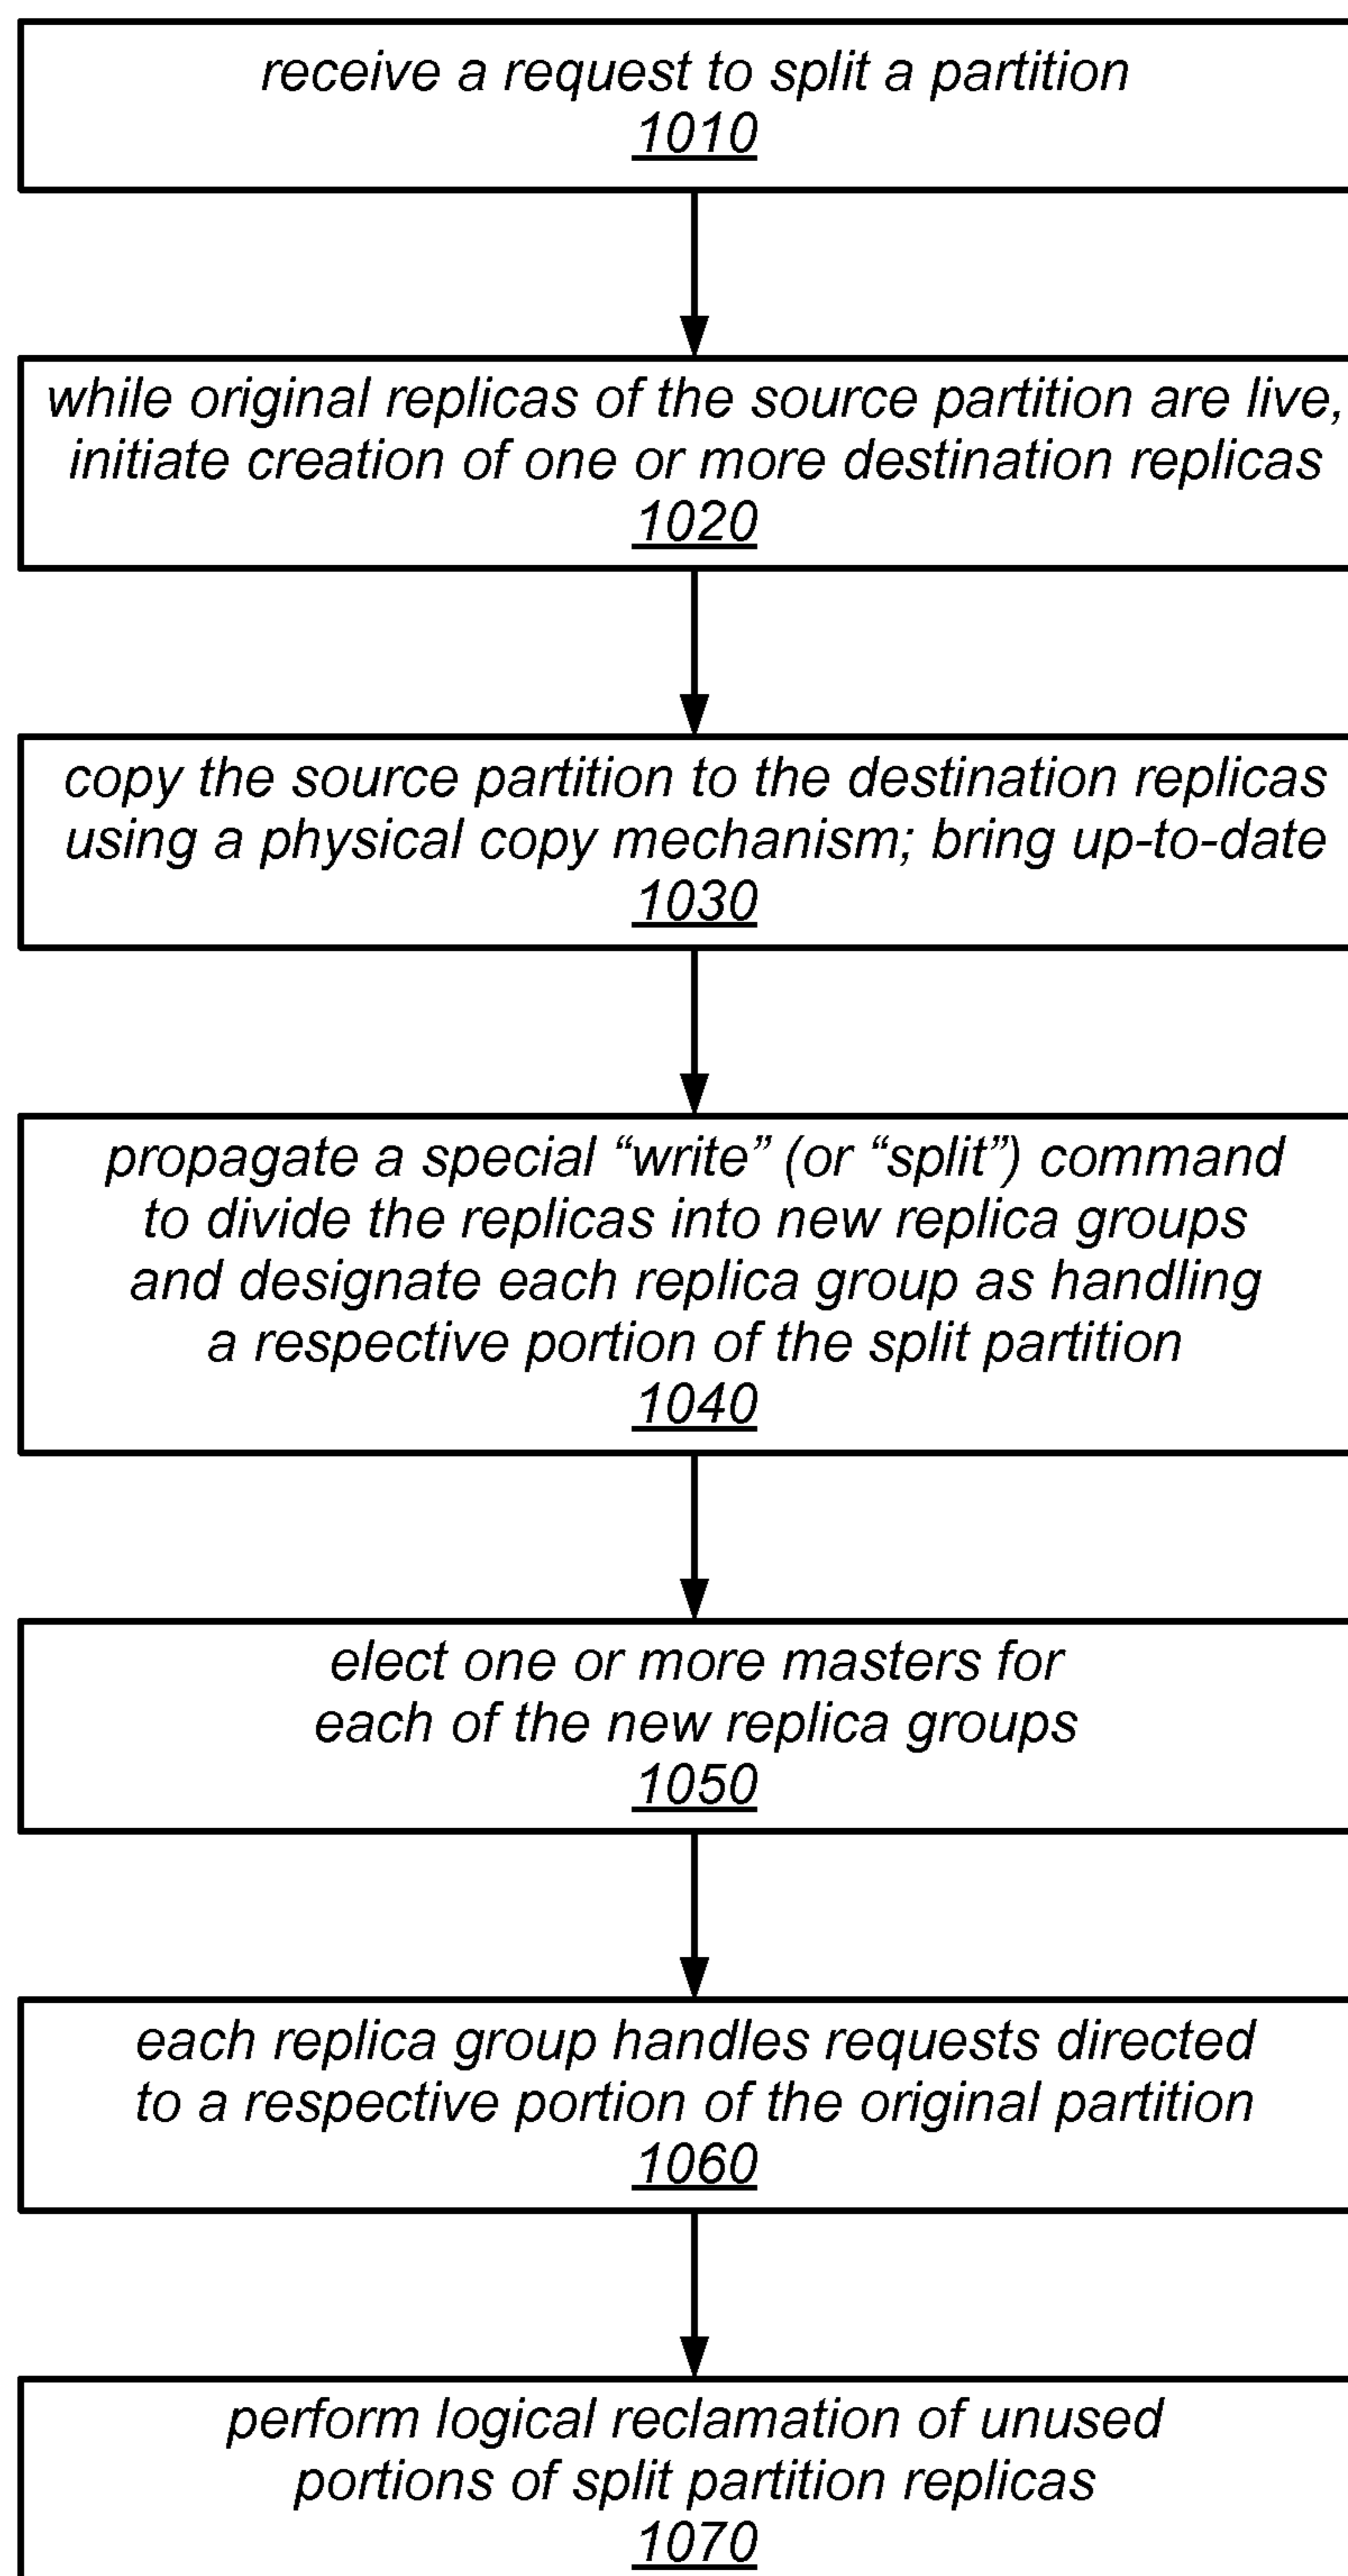 receive a request to split a partition
1010
while original replicas of the source partition are live,
initiate creation of one or more destination replicas
1020
copy the source partition to the destination replicas
using a physical copy mechanism; bring up-to-date
1030
propagate a special “write” (or “split”) command
to divide the replicas into new replica groups
and designate each replica group as handling
a respective portion of the split partition
1040
elect one or more masters for
each of the new replica groups
1050
each replica group handles requests directed
to a respective portion of the original partition
1060
perform logical reclamation of unused
portions of split partition replicas
1070